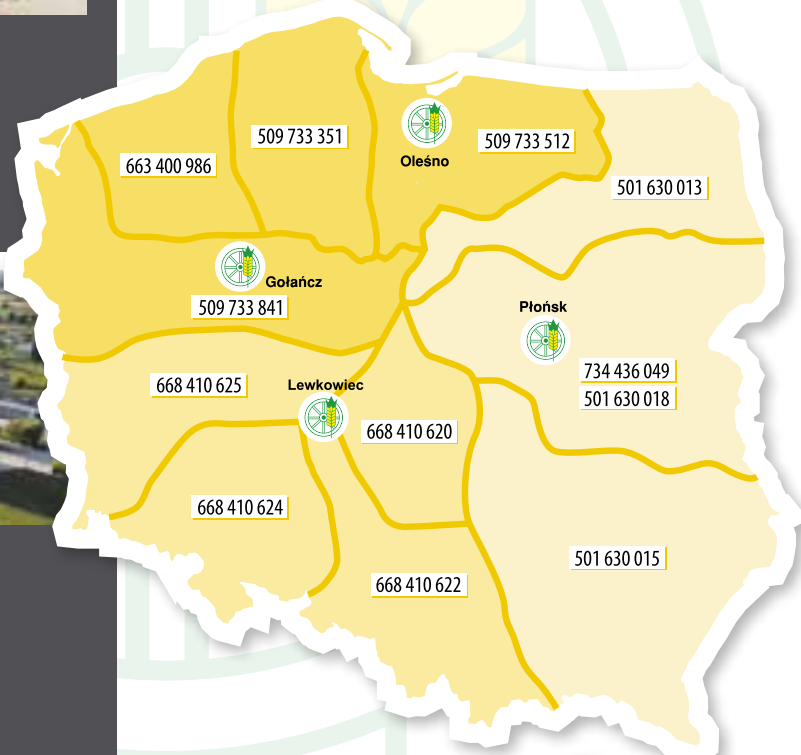 663 400 986
509 733 351
Oleśno
509 733 512
501 630 013
Gołańcz
509 733 841
Płońsk
734 436 049
501 630 018
668 410 625
Lewkowiec
668 410 620
668 410 624
501 630 015
668 410 622